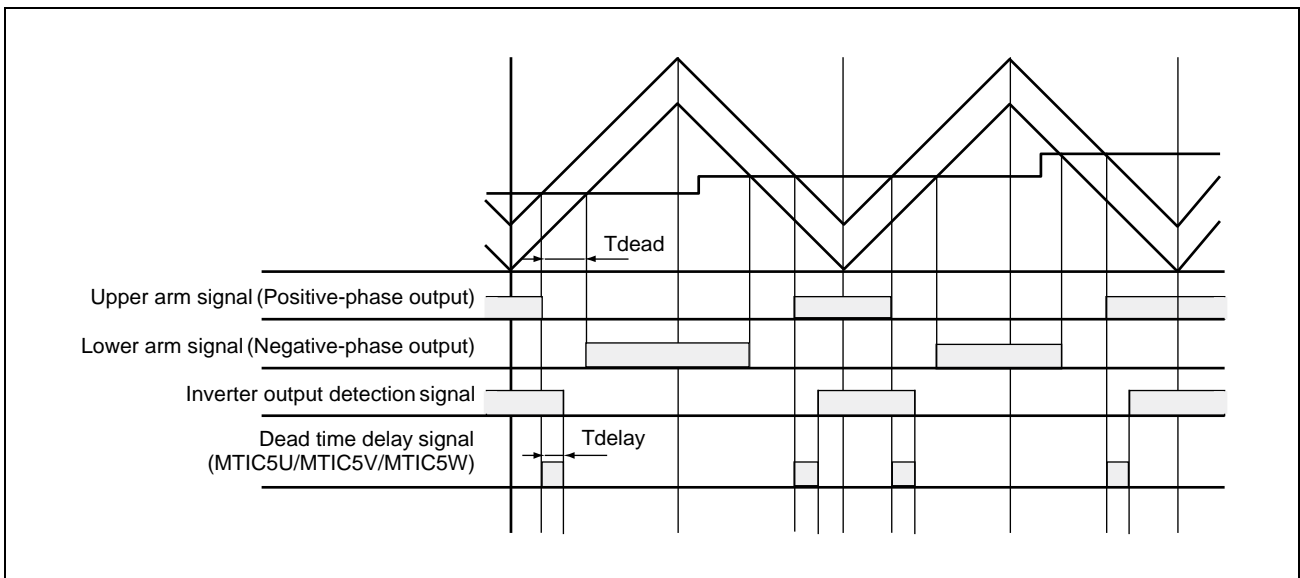 Tdead
Upper arm signal (Positive-phase output)
Lower arm signal (Negative-phase output)
Inverter output detection signal
Dead time delay signal
(MTIC5U/MTIC5V/MTIC5W)
Tdelay